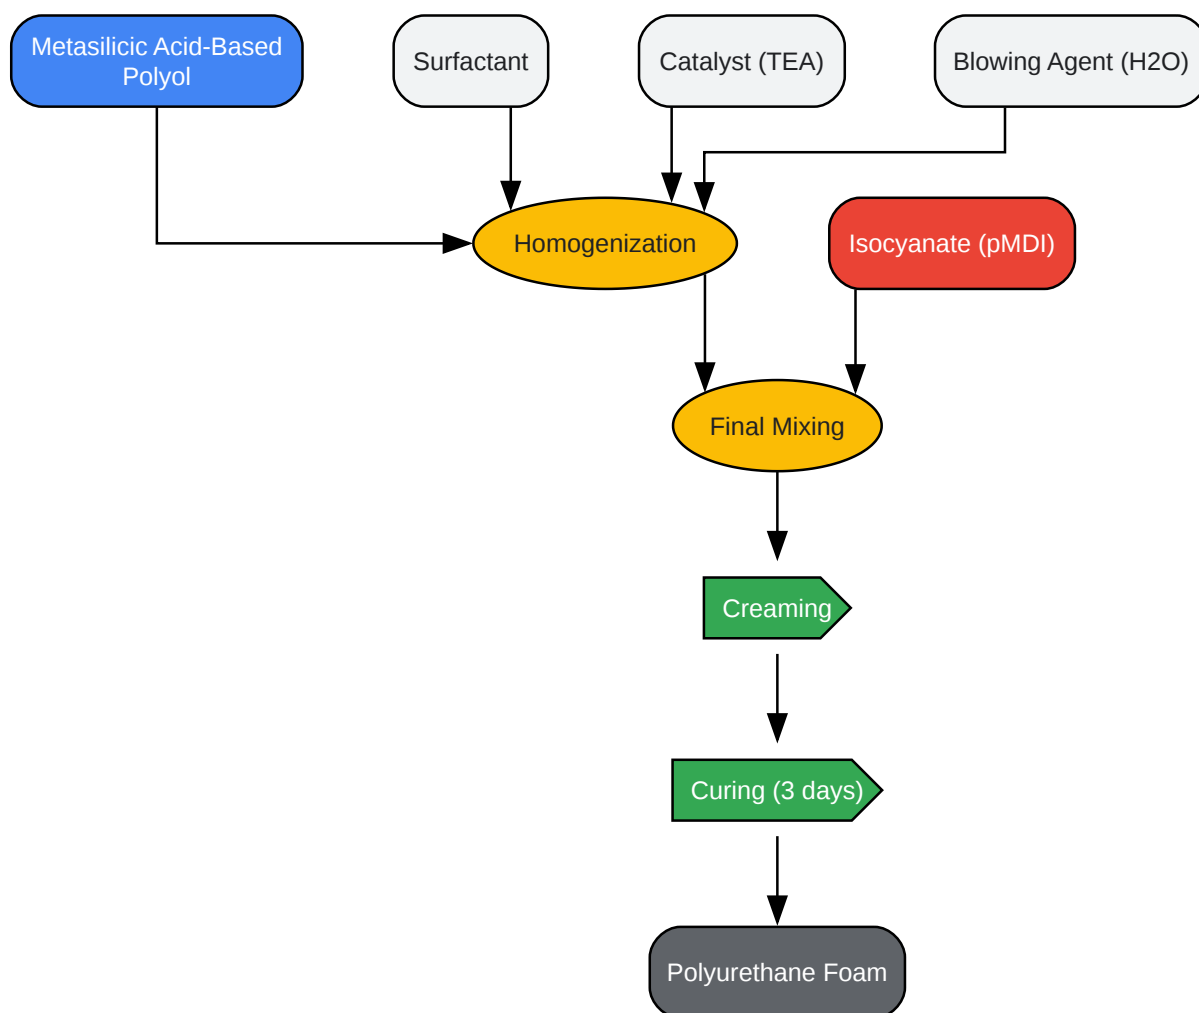 Metasilicic Acid-Based
Polyol
Surfactant
Catalyst (TEA)
Blowing Agent (H2O)
Homogenization
Isocyanate (pMDI)
Final Mixing
Creaming
Curing (3 days)
Polyurethane Foam